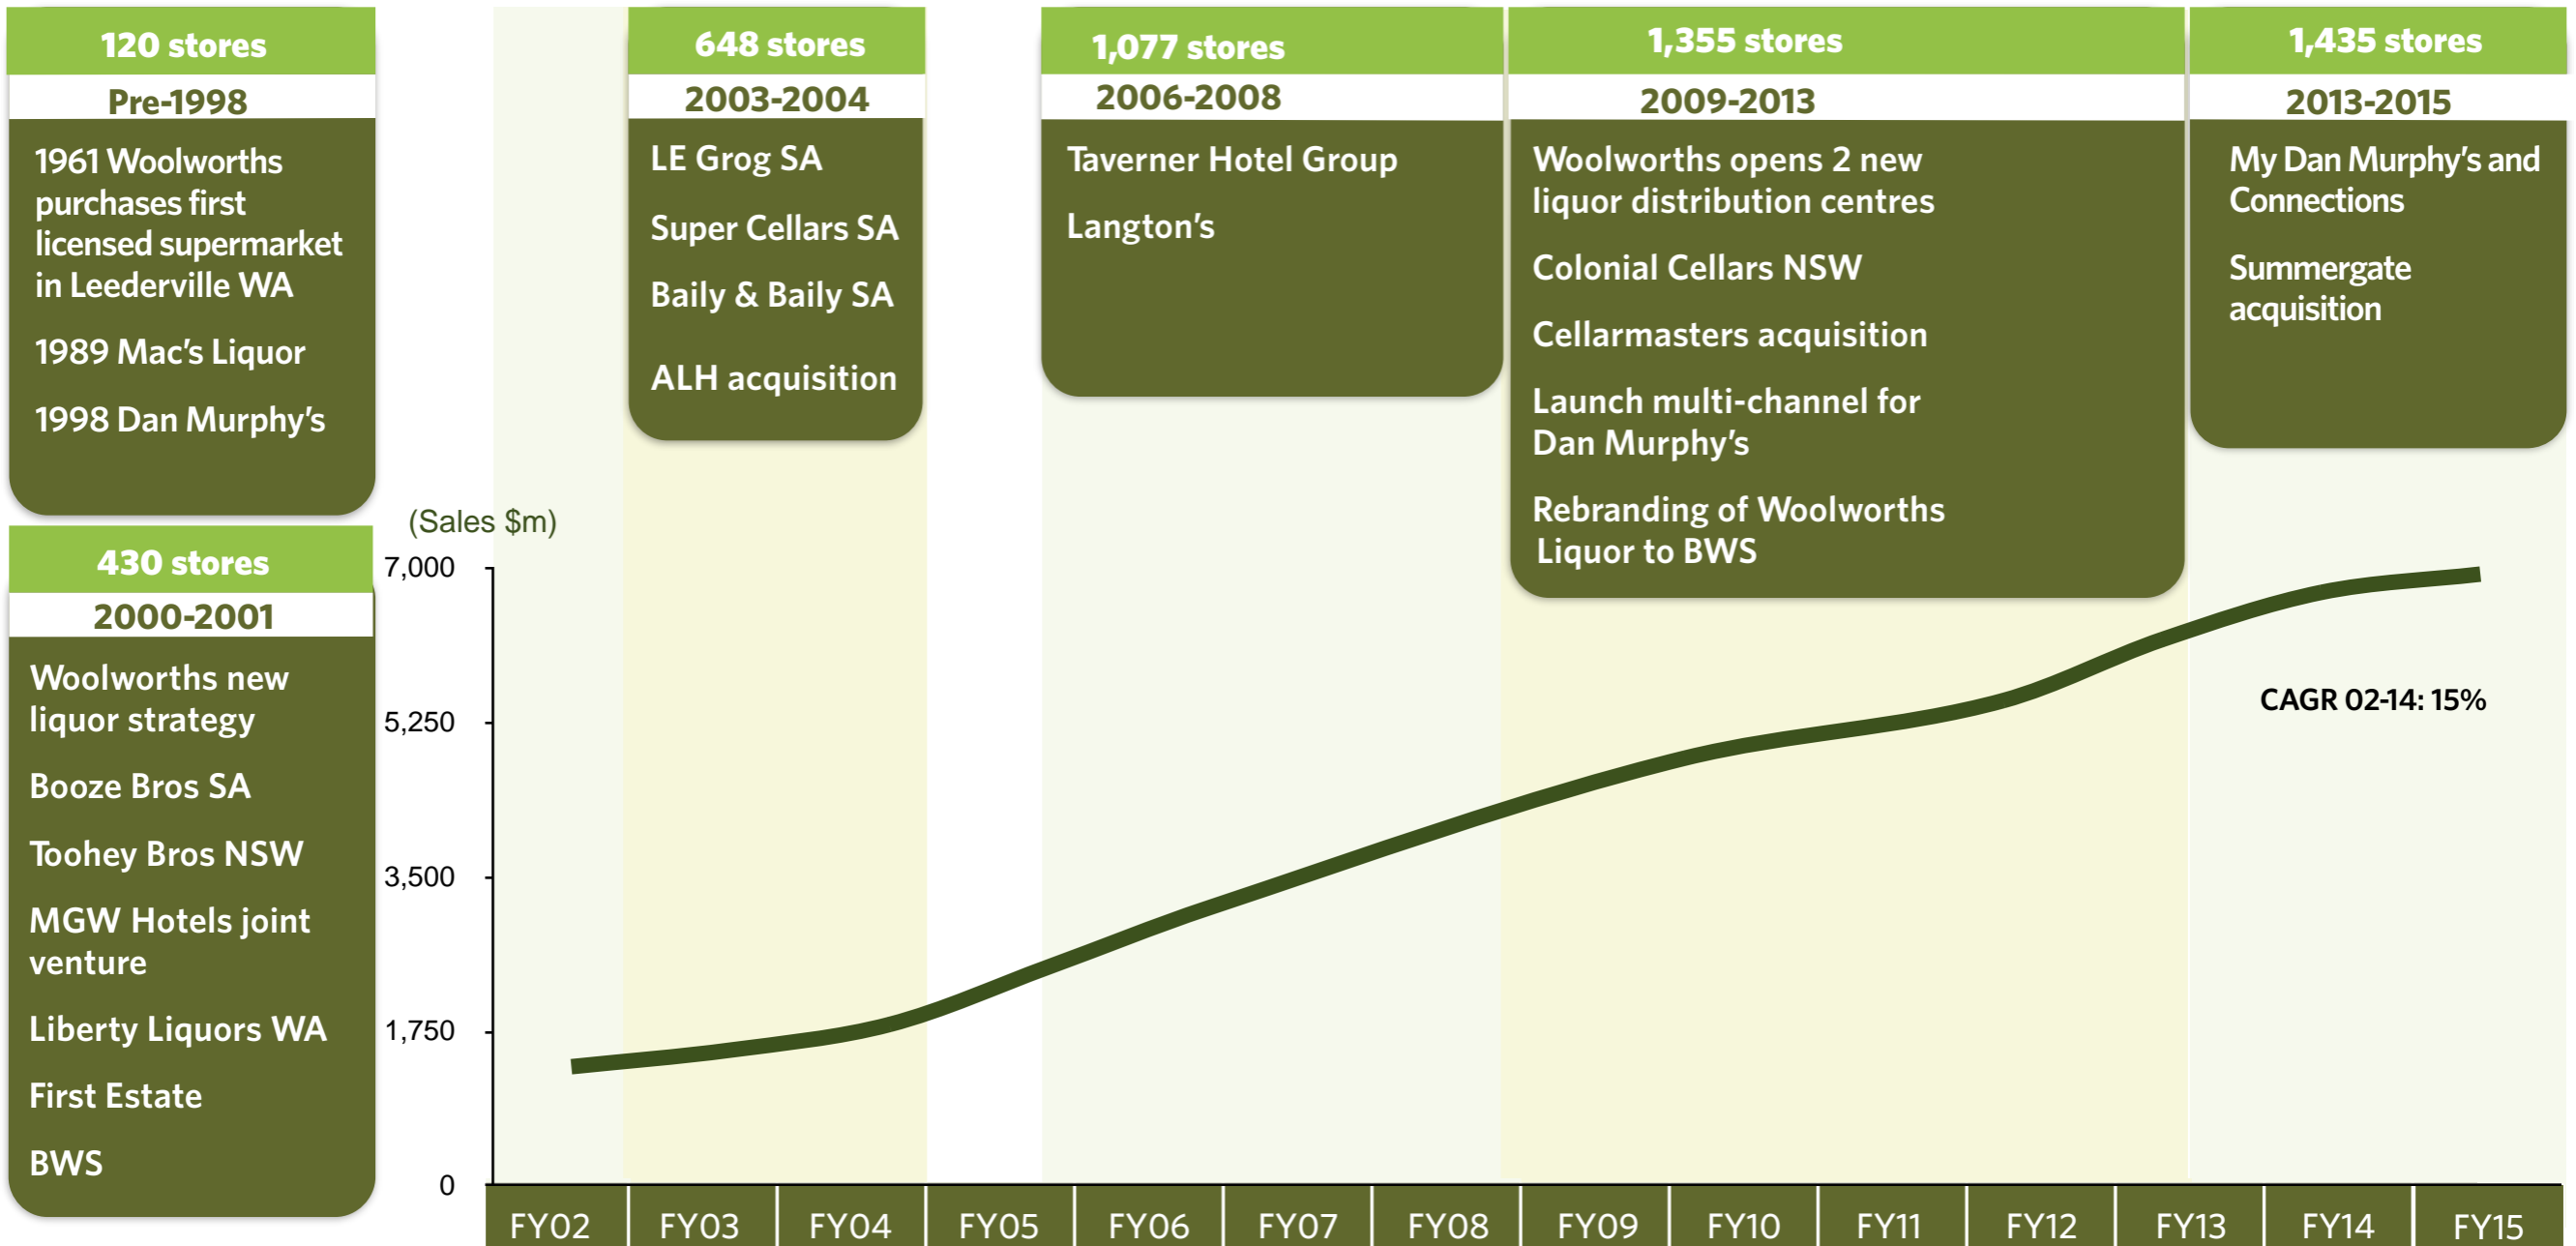 120 stores
Pre-1998
1961 Woolworths
purchases first
licensed supermarket
in Leederville WA
1989 Mac's Liquor
1998 Dan Murphy's
430 stores
2000-2001
Woolworths new
liquor strategy
Booze Bros SA
Toohey Bros NSW
MGW Hotels joint
venture
Liberty Liquors WA
First Estate
BWS
648 stores
2003-2004
LE Grog SA
Super Cellars SA
Baily & Baily SA
ALH acquisition
1,077 stores
2006-2008
Taverner Hotel Group
Langton's
1,355 stores
2009-2013
Woolworths opens 2 new
liquor distribution centres
Colonial Cellars NSW
Cellarmasters acquisition
Launch multi-channel for
Dan Murphy's
Rebranding of Woolworths
Liquor to BWS
1,435 stores
2013-2015
My Dan Murphy's and
Connections
Summergate
acquisition
(Sales $m)
7,000
5,250
3,500
1,750
0
CAGR 02-14: 15%
FY02 FY03 FY04 FY05 FY06 FY07 FY08 FY09 FY10 FY11 FY12 FY13 FY14 FY15